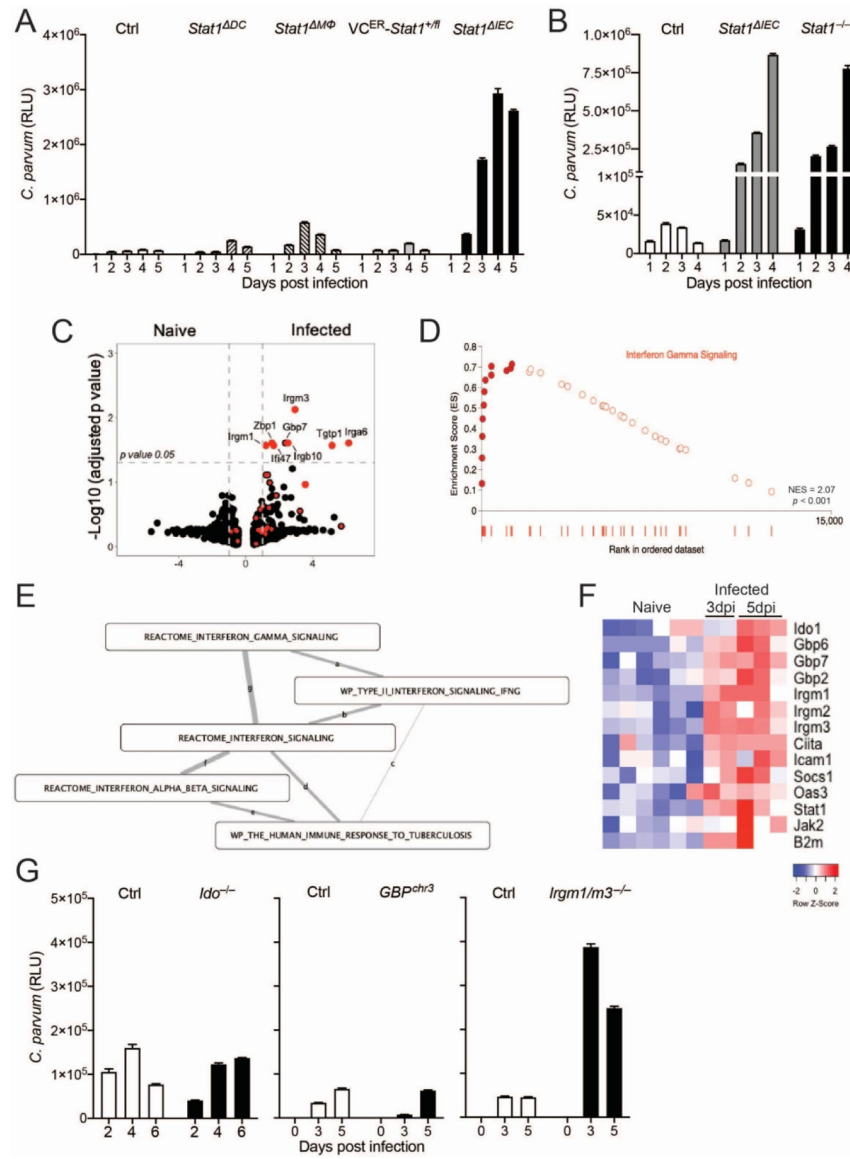 A
Ctrl Stat1ΔDC Stat1ΔMΦ VCER-Stat1+/fl Stat1ΔIEC
C. parvum (RLU)
4×10⁶
3×10⁶
2×10⁶
1×10⁶
0
1 2 3 4 5 1 2 3 4 5 1 2 3 4 5 1 2 3 4 5 1 2 3 4 5
Days post infection
B
Ctrl Stat1ΔIEC Stat1–/–
C. parvum (RLU)
1.0×10⁶
7.5×10⁵
5.0×10⁵
2.5×10⁵
1×10⁵
5×10⁴
0
1 2 3 4 1 2 3 4 1 2 3 4
Days post infection
C
Naive Infected
-Log10 (adjusted p value)
3
2
1
0
Irgm3
Zbp1 Gbp7
Irgm1 Tgtp1 Irga6
Ifi47 Irgb10
p value 0.05
-4 0 4
D
Interferon Gamma Signaling
Enrichment Score (ES)
0.8
0.7
0.6
0.5
0.4
0.3
0.2
0.1
0
NES = 2.07
p < 0.001
15,000
Rank in ordered dataset
E
REACTOME_INTERFERON_GAMMA_SIGNALING
a
g
WP_TYPE_II_INTERFERON_SIGNALING_IFNG
b
REACTOME_INTERFERON_SIGNALING
c
f
d
REACTOME_INTERFERON_ALPHA_BETA_SIGNALING
e
WP_THE_HUMAN_IMMUNE_RESPONSE_TO_TUBERCULOSIS
F
Infected
Naive 3dpi 5dpi
Ido1
Gbp6
Gbp7
Gbp2
Irgm1
Irgm2
Irgm3
Ciita
Icam1
Socs1
Oas3
Stat1
Jak2
B2m
-2 0 2
Row Z-Score
G
Ctrl Ido–/– Ctrl GBPchr3 Ctrl Irgm1/m3–/–
C. parvum (RLU)
5×10⁵
4×10⁵
3×10⁵
2×10⁵
1×10⁵
0
2 4 6 2 4 6 0 3 5 0 3 5 0 3 5 0 3 5
Days post infection